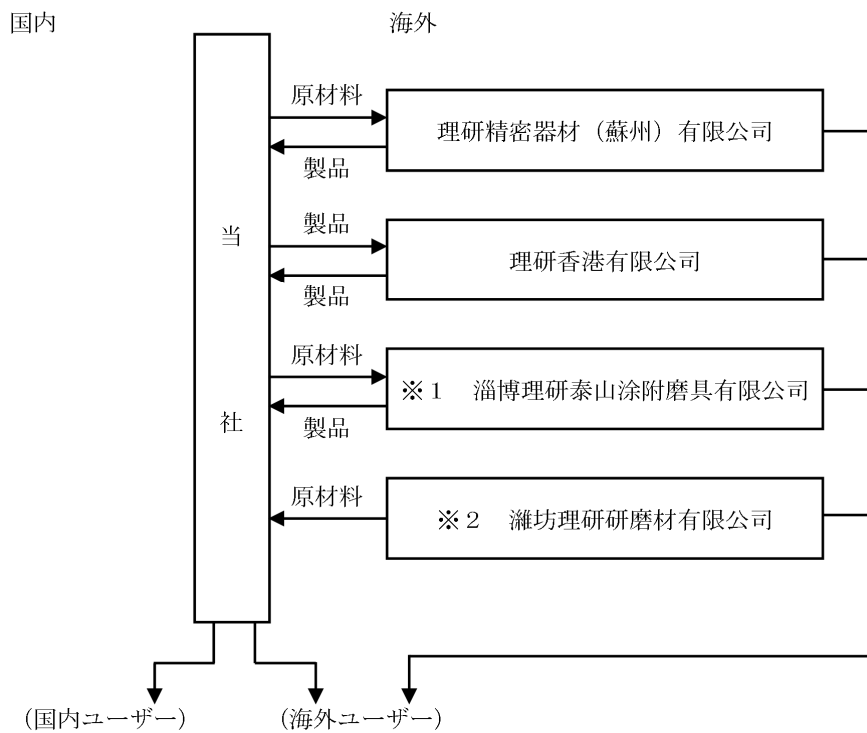 国内
海外
原材料
理研精密器材（蘇州）有限公司
製品
製品
当
理研香港有限公司
製品
原材料
※１　淄博理研泰山涂附磨具有限公司
社
製品
原材料
※２　濰坊理研研磨材有限公司
（国内ユーザー）
（海外ユーザー）